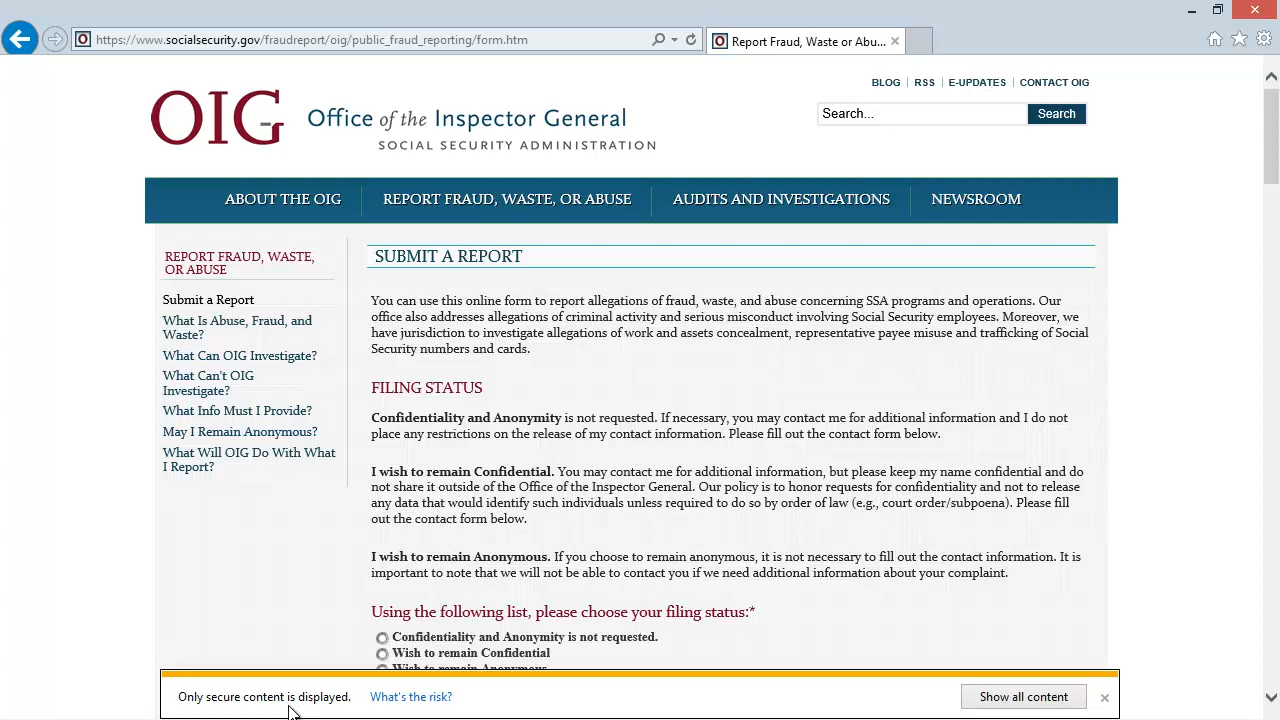 https://www.socialsecurity.gov/fraudreport/oig/public_fraud_reporting/form.htm
Report Fraud, Waste or Abu...
BLOG
RSS
E-UPDATES
CONTACT OIG
OIG
Office of the Inspector General
SOCIAL SECURITY ADMINISTRATION
Search...
Search
ABOUT THE OIG
REPORT FRAUD, WASTE, OR ABUSE
AUDITS AND INVESTIGATIONS
NEWSROOM
REPORT FRAUD, WASTE,
OR ABUSE
Submit a Report
What Is Abuse, Fraud, and
Waste?
What Can OIG Investigate?
What Can't OIG
Investigate?
What Info Must I Provide?
May I Remain Anonymous?
What Will OIG Do With What
I Report?
SUBMIT A REPORT
You can use this online form to report allegations of fraud, waste, and abuse concerning SSA programs and operations. Our
office also addresses allegations of criminal activity and serious misconduct involving Social Security employees. Moreover, we
have jurisdiction to investigate allegations of work and assets concealment, representative payee misuse and trafficking of Social
Security numbers and cards.
FILING STATUS
Confidentiality and Anonymity is not requested. If necessary, you may contact me for additional information and I do not
place any restrictions on the release of my contact information. Please fill out the contact form below.
I wish to remain Confidential. You may contact me for additional information, but please keep my name confidential and do
not share it outside of the Office of the Inspector General. Our policy is to honor requests for confidentiality and not to release
any data that would identify such individuals unless required to do so by order of law (e.g., court order/subpoena). Please fill
out the contact form below.
I wish to remain Anonymous. If you choose to remain anonymous, it is not necessary to fill out the contact information. It is
important to note that we will not be able to contact you if we need additional information about your complaint.
Using the following list, please choose your filing status:*
Confidentiality and Anonymity is not requested.
Wish to remain Confidential
Wish to remain Anonymous
Only secure content is displayed.
What's the risk?
Show all content